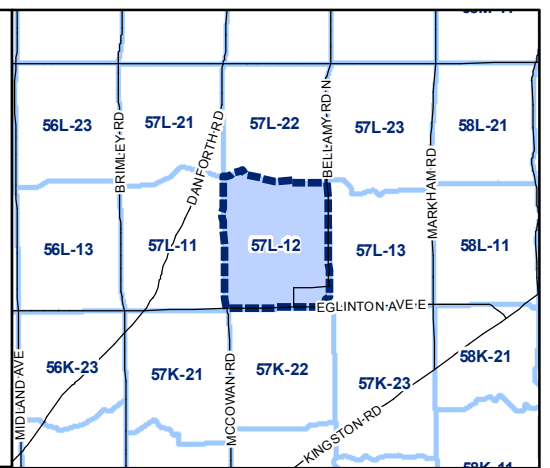 56L-23
57L-21
57L-22
57L-23
58L-21
BRIMLEY RD
DANFORTH RD
BELLAMY RD N
MARKHAM RD
56L-13
57L-11
57L-12
57L-13
58L-11
EGLINTON AVE E
MIDLAND AVE
56K-23
57K-21
MCCOWAN RD
57K-22
57K-23
58K-21
KINGSTON RD
58K-11